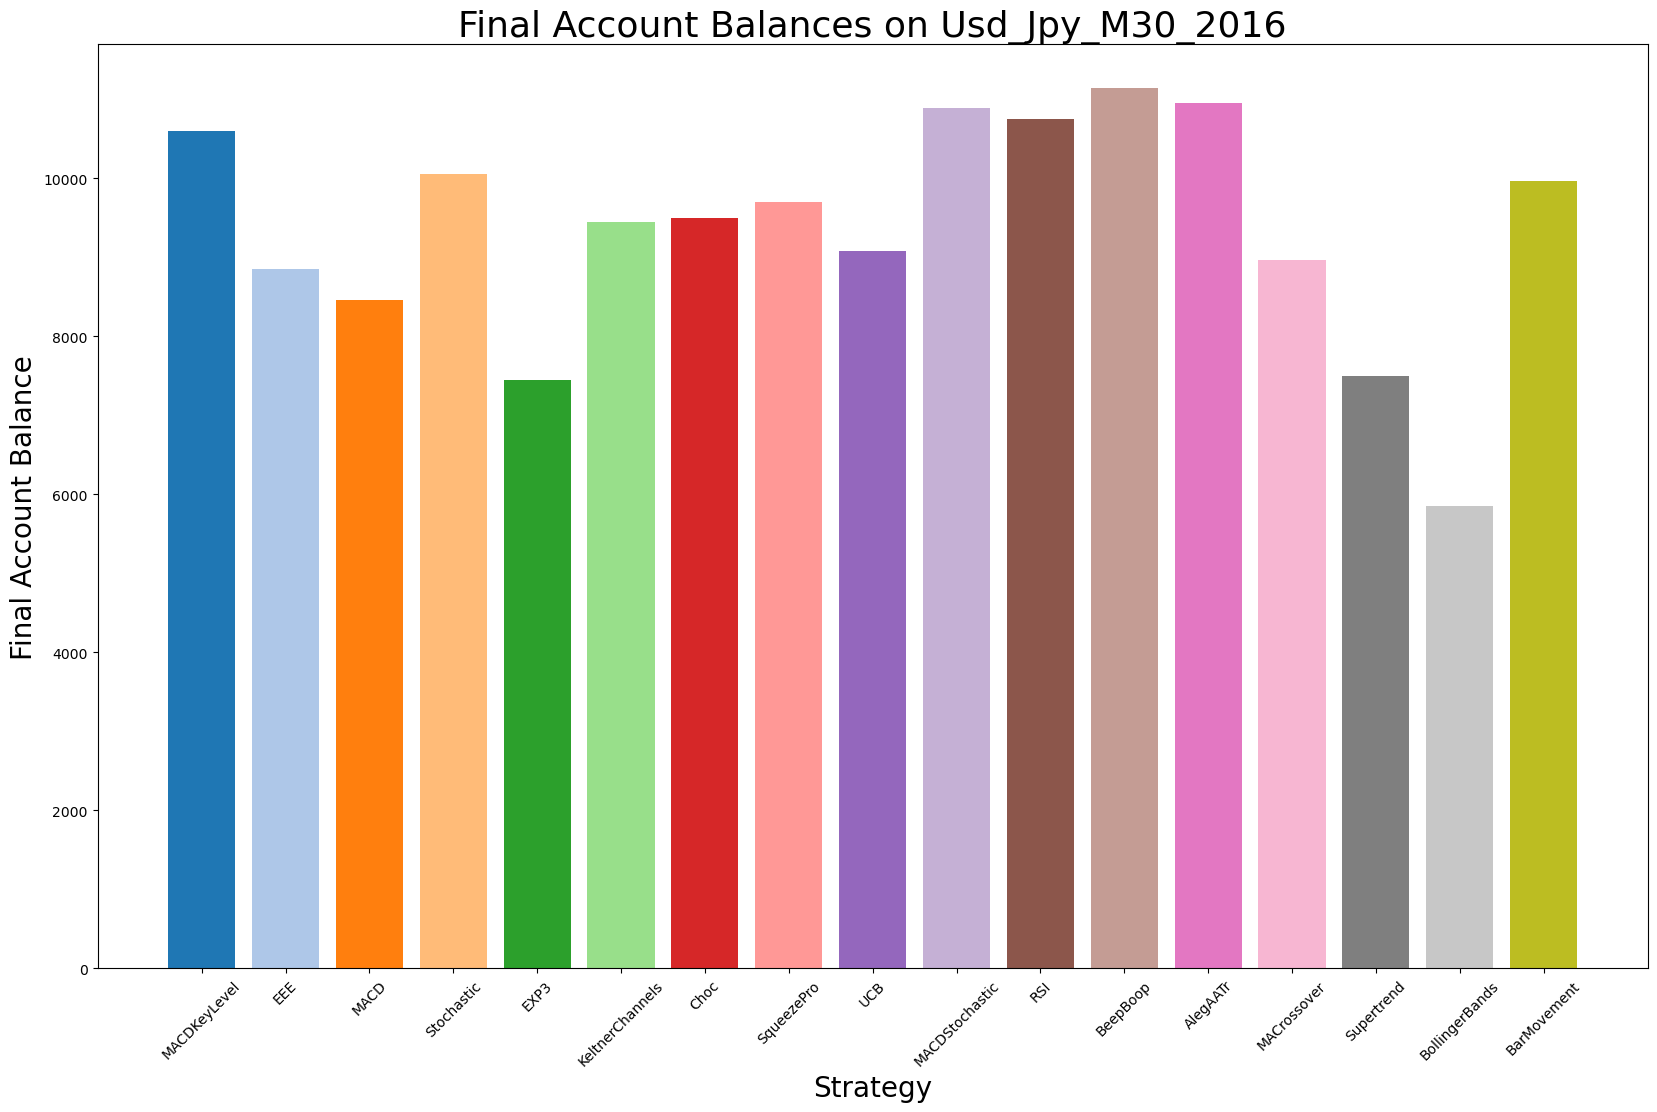 Final Account Balances on Usd_Jpy_M30_2016
Final Account Balance
10000
8000
6000
4000
2000
0
MACDKeyLevel
EEE
MACD
Stochastic
EXP3
KeltnerChannels
Choc
SqueezePro
UCB
MACDStochastic
RSI
BeepBoop
AlegAATr
MACrossover
Supertrend
BollingerBands
BarMovement
Strategy